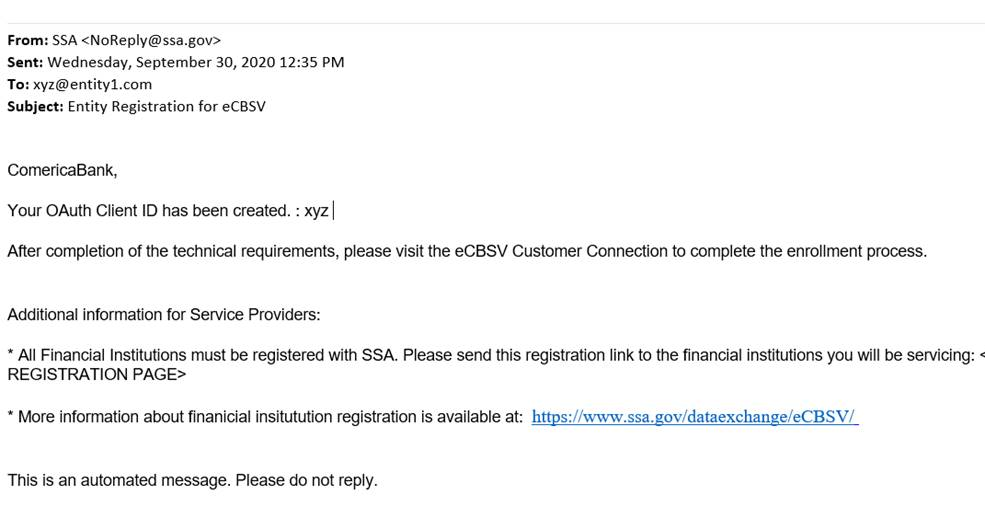 From: SSA <NoReply@ssa.gov>
Sent: Wednesday, September 30, 2020 12:35 PM
To: xyz@entity1.com
Subject: Entity Registration for eCBSV
ComericaBank,
Your OAuth Client ID has been created. : xyz
After completion of the technical requirements, please visit the eCBSV Customer Connection to complete the enrollment process.
Additional information for Service Providers:
* All Financial Institutions must be registered with SSA. Please send this registration link to the financial institutions you will be servicing: <
REGISTRATION PAGE>
* More information about finanicial insitutution registration is available at: https://www.ssa.gov/dataexchange/eCBSV/
This is an automated message. Please do not reply.